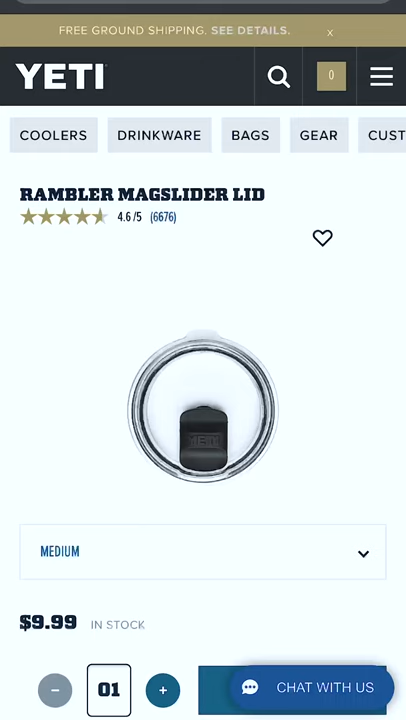 FREE GROUND SHIPPING. SEE DETAILS. x
YETI 0
COOLERS DRINKWARE BAGS GEAR CUST
RAMBLER MAGSLIDER LID
4.6 /5 (6676)
YETI
MEDIUM
$9.99 IN STOCK
− 01 +
CHAT WITH US